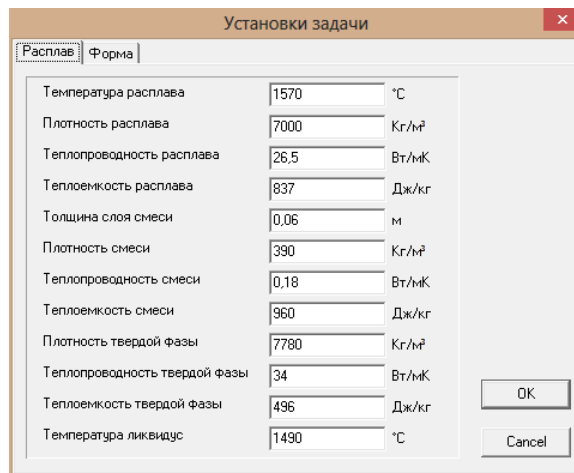 Установки задачи
x
Расплав Форма
Температура расплава 1570 °C
Плотность расплава 7000 Кг/м³
Теплопроводность расплава 26,5 Вт/мК
Теплоемкость расплава 837 Дж/кг
Толщина слоя смеси 0,06 м
Плотность смеси 390 Кг/м³
Теплопроводность смеси 0,18 Вт/мК
Теплоемкость смеси 960 Дж/кг
Плотность твердой фазы 7780 Кг/м³
Теплопроводность твердой фазы 34 Вт/мК
Теплоемкость твердой фазы 496 Дж/кг
Температура ликвидус 1490 °C
OK
Cancel